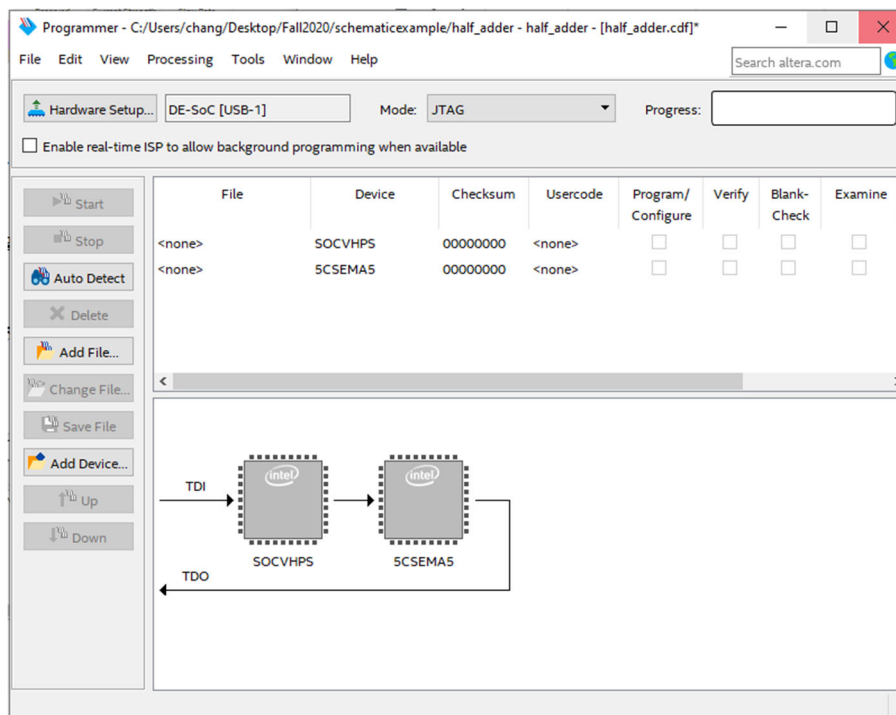 Programmer - C:/Users/chang/Desktop/Fall2020/schematicexample/half_adder - half_adder - [half_adder.cdf]*
File Edit View Processing Tools Window Help
Search altera.com
Hardware Setup... DE-SoC [USB-1] Mode: JTAG Progress:
Enable real-time ISP to allow background programming when available
Start
Stop
Auto Detect
Delete
Add File...
Change File...
Save File
Add Device...
Up
Down
File Device Checksum Usercode Program/ Verify Blank- Examine
Configure Check
<none> SOCVHPS 00000000 <none>
<none> 5CSEMA5 00000000 <none>
TDI
intel
intel
SOCVHPS 5CSEMA5
TDO